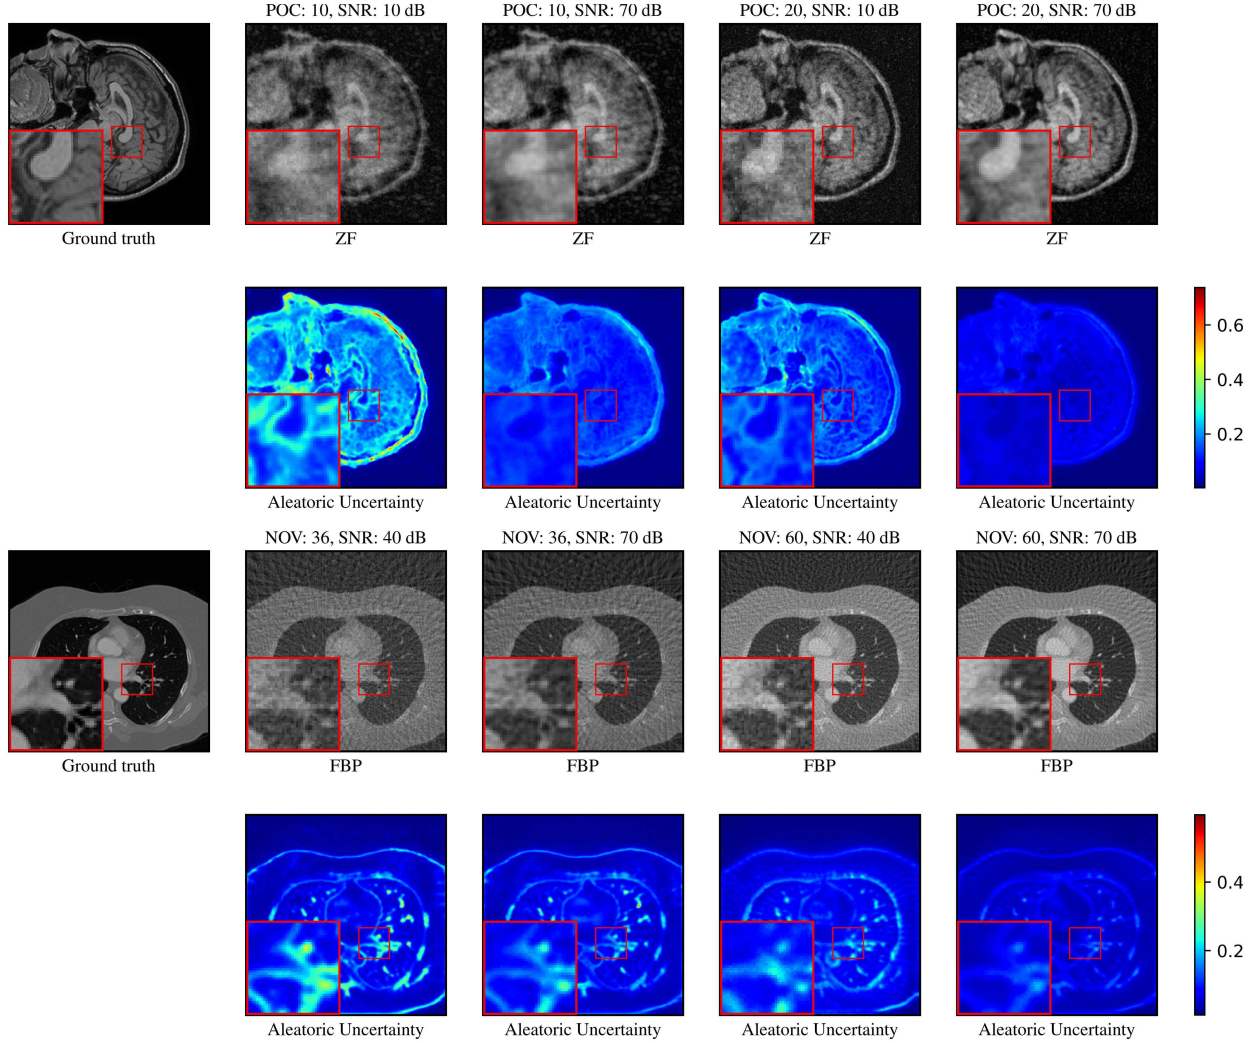 POC: 10, SNR: 10 dB
POC: 10, SNR: 70 dB
POC: 20, SNR: 10 dB
POC: 20, SNR: 70 dB
Ground truth
ZF
ZF
ZF
ZF
0.6
0.4
0.2
Aleatoric Uncertainty
Aleatoric Uncertainty
Aleatoric Uncertainty
Aleatoric Uncertainty
NOV: 36, SNR: 40 dB
NOV: 36, SNR: 70 dB
NOV: 60, SNR: 40 dB
NOV: 60, SNR: 70 dB
Ground truth
FBP
FBP
FBP
FBP
0.4
0.2
Aleatoric Uncertainty
Aleatoric Uncertainty
Aleatoric Uncertainty
Aleatoric Uncertainty